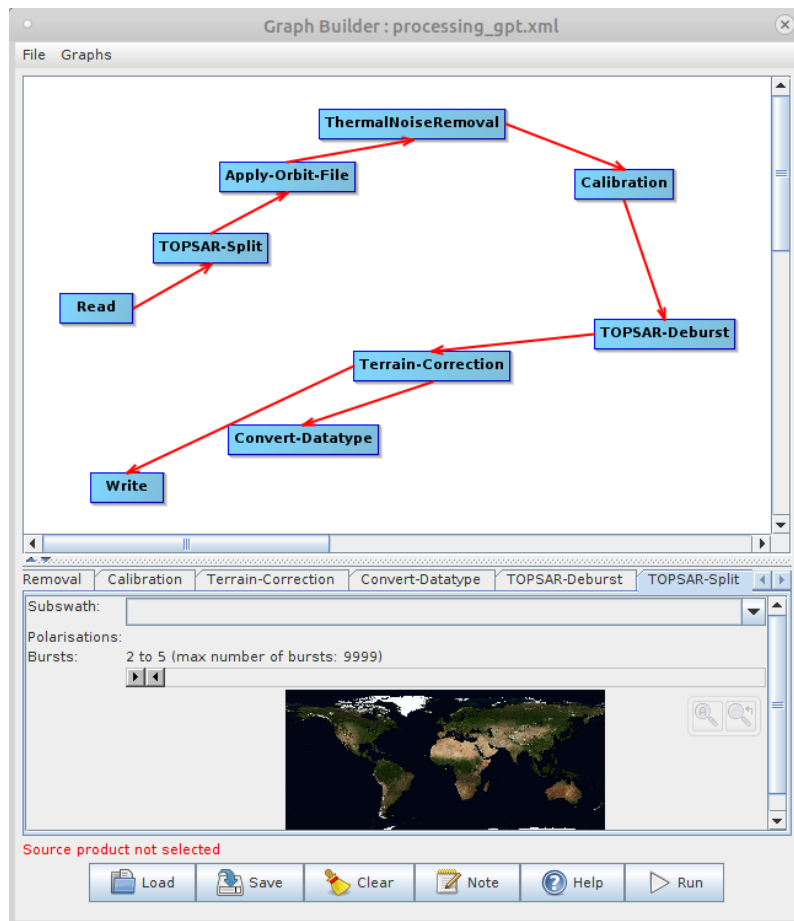 Graph Builder : processing_gpt.xml
File Graphs
ThermalNoiseRemoval
Apply-Orbit-File
Calibration
TOPSAR-Split
Read
TOPSAR-Deburst
Terrain-Correction
Convert-Datatype
Write
Removal Calibration Terrain-Correction Convert-Datatype TOPSAR-Deburst TOPSAR-Split
Subswath:
Polarisations:
Bursts: 2 to 5 (max number of bursts: 9999)
Source product not selected
Load Save Clear Note Help Run